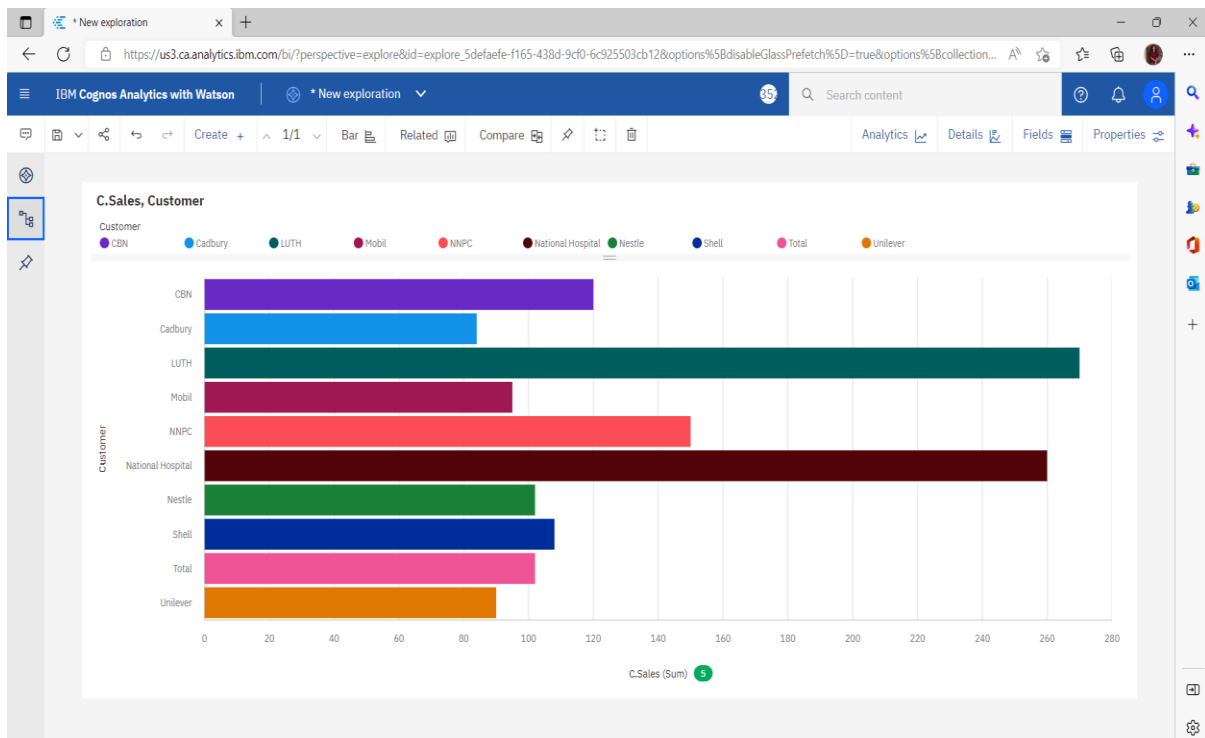 * New exploration
https://us3.ca.analytics.ibm.com/bi/?perspective=explore&id=explore_5defaefe-f165-438d-9cf0-6c925503cb12&options%5BdisableGlassPrefetch%5D=true&options%5Bcollection...
IBM Cognos Analytics with Watson
* New exploration
Search content
Create + 1/1 Bar Related Compare Analytics Details Fields Properties
C.Sales, Customer
Customer
CBN Cadbury LUTH Mobil NNPC National Hospital Nestle Shell Total Unilever
CBN
Cadbury
LUTH
Mobil
NNPC
National Hospital
Nestle
Shell
Total
Unilever
Customer
0 20 40 60 80 100 120 140 160 180 200 220 240 260 280
C.Sales (Sum) 5